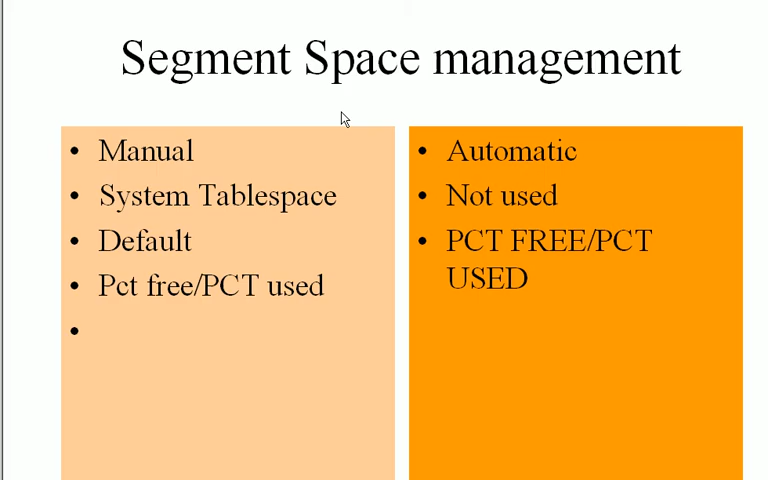 Segment Space management
• Manual
• System Tablespace
• Default
• Pct free/PCT used
•
• Automatic
• Not used
• PCT FREE/PCT
USED